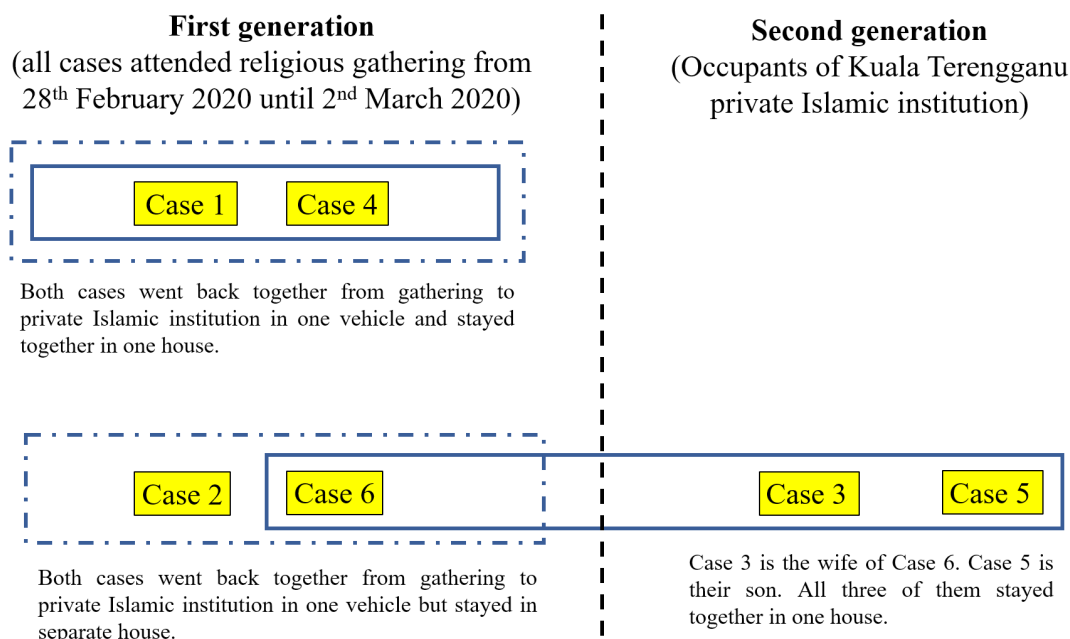 First generation
(all cases attended religious gathering from
28th February 2020 until 2nd March 2020)
Second generation
(Occupants of Kuala Terengganu
private Islamic institution)
Case 1
Case 4
Both cases went back together from gathering to
private Islamic institution in one vehicle and stayed
together in one house.
Case 2
Case 6
Case 3
Case 5
Both cases went back together from gathering to
private Islamic institution in one vehicle but stayed in
separate house.
Case 3 is the wife of Case 6. Case 5 is
their son. All three of them stayed
together in one house.